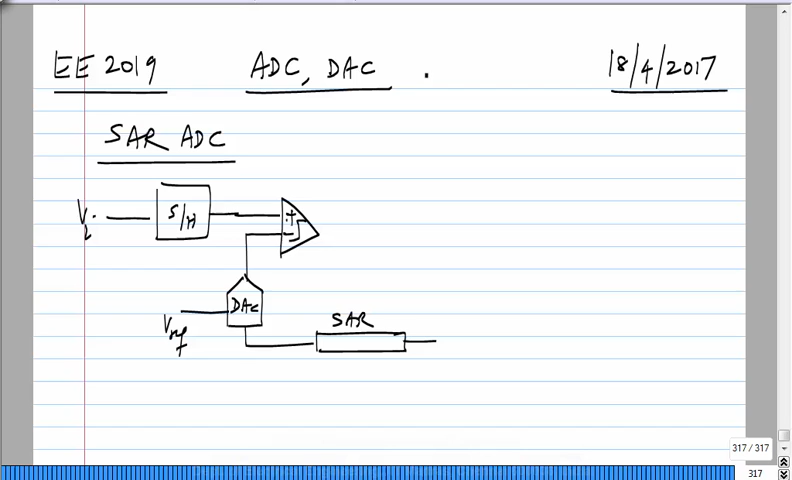 EE 2019 ADC, DAC . 18/4/2017
SAR ADC
Vi S/H + -
DAC
Vref SAR
317 / 317
317